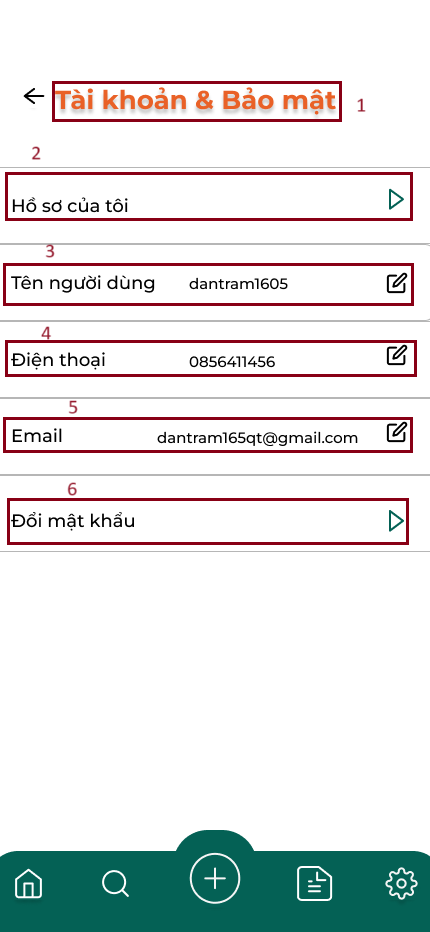 Tài khoản & Bảo mật 1
2
Hồ sơ của tôi
3
Tên người dùng dantram1605
4
Điện thoại 0856411456
5
Email dantram165qt@gmail.com
6
Đổi mật khẩu